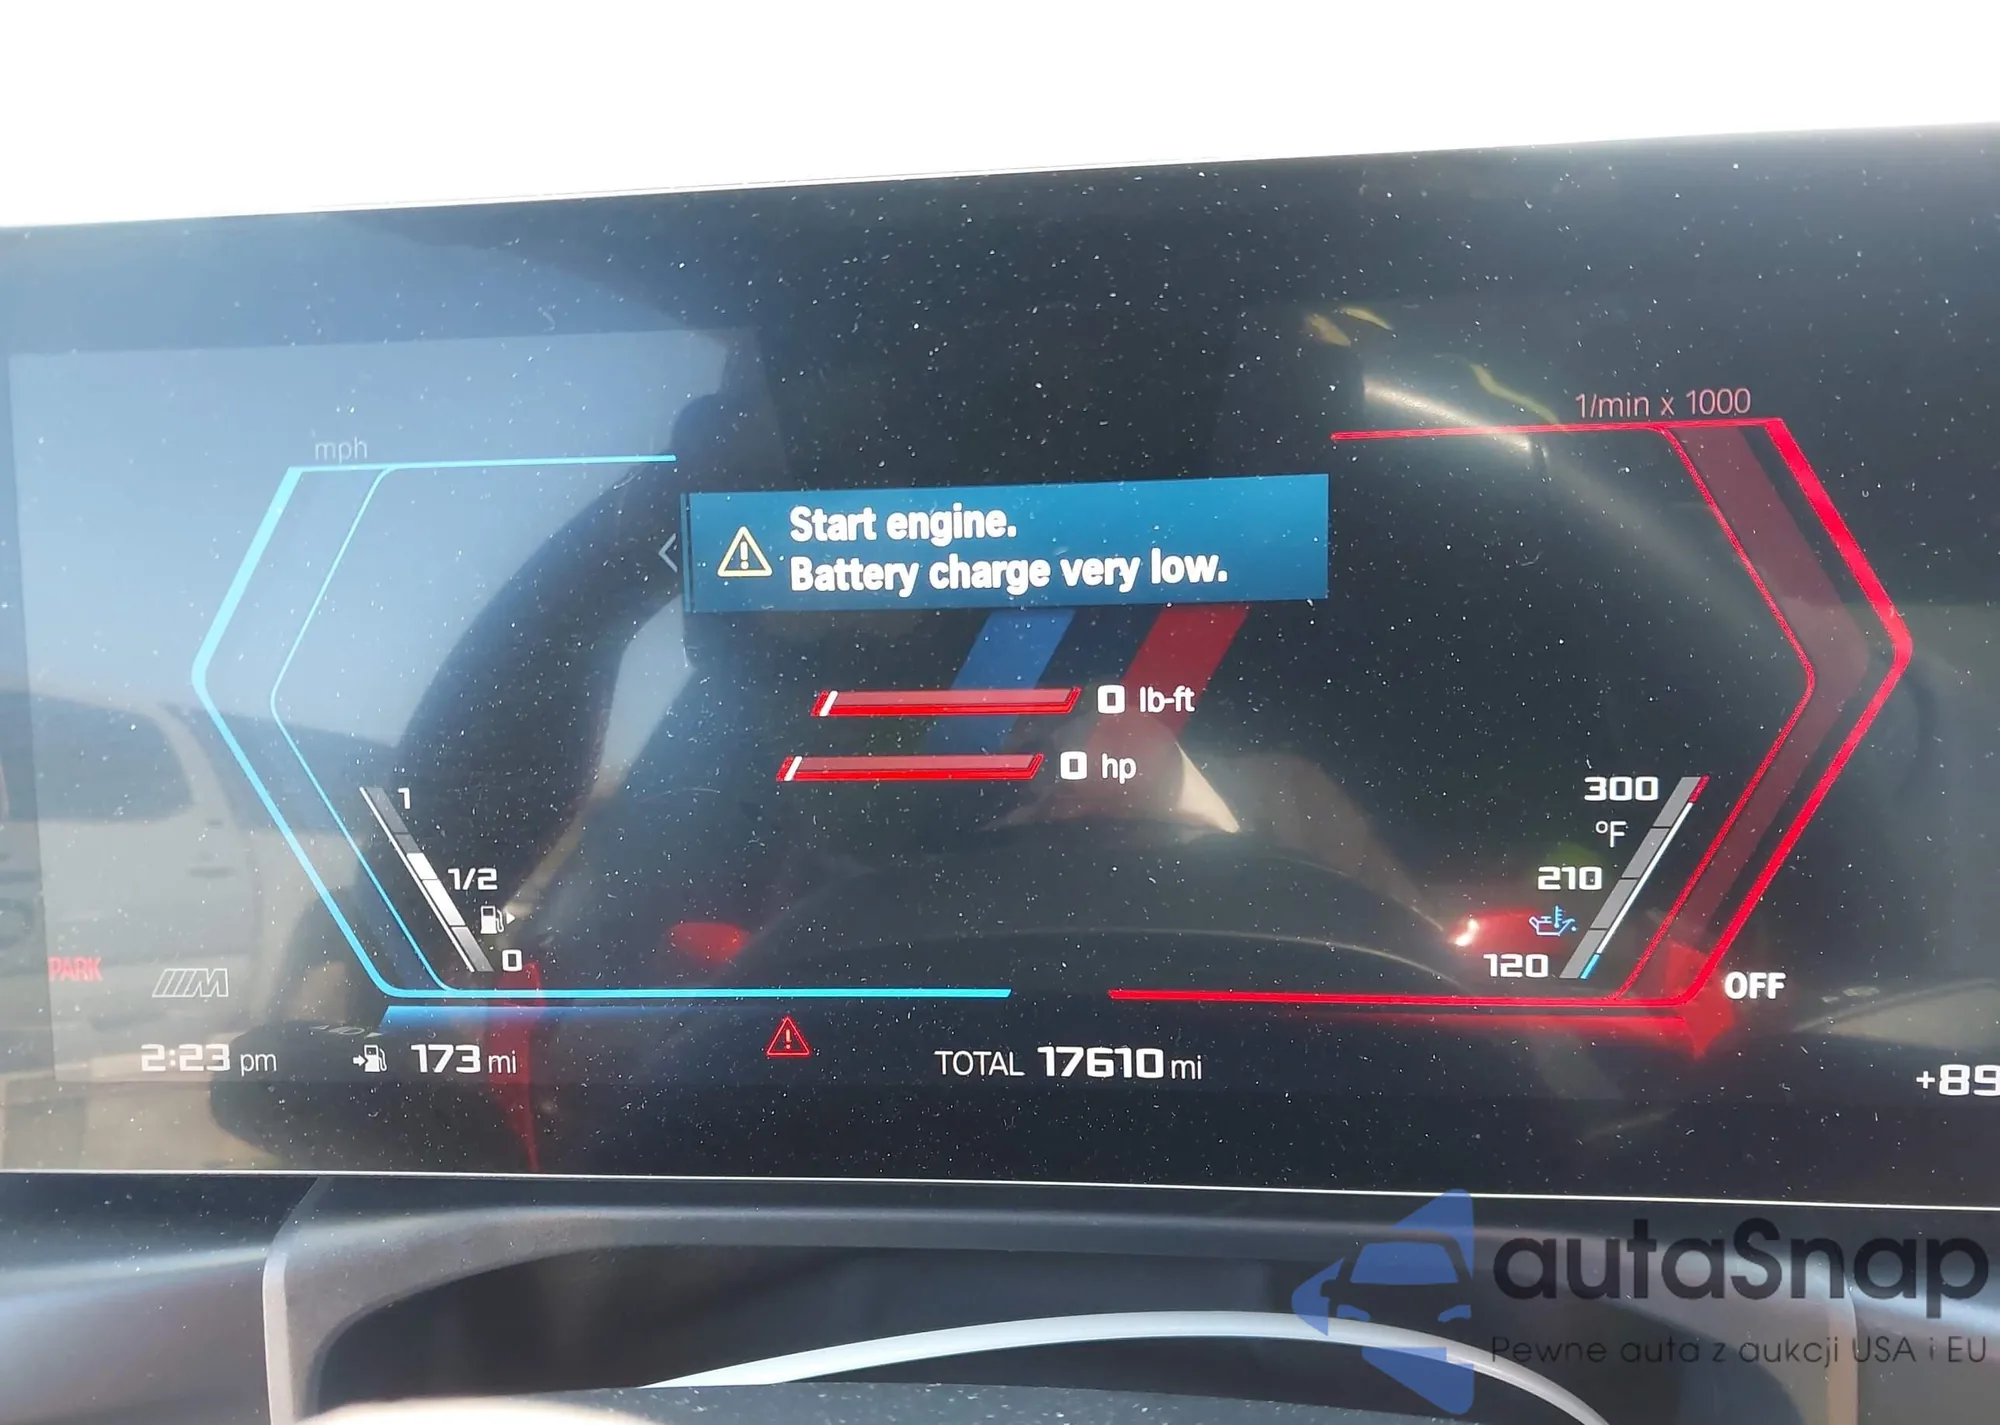 mph
1/min x 1000
Start engine.
Battery charge very low.
0 lb-ft
0 hp
1
1/2
0
300
°F
210
120
PARK
M
OFF
2:23 pm
173 mi
TOTAL 17610 mi
+89
autaSnap
Pewne auta z aukcji USA i EU